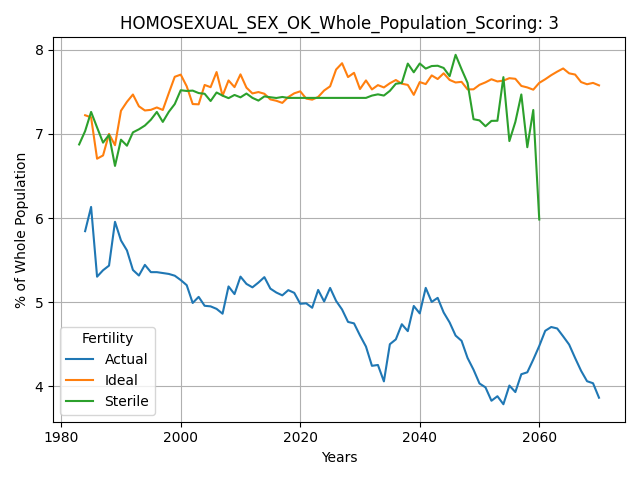 HOMOSEXUAL_SEX_OK_Whole_Population_Scoring: 3
% of Whole Population
8
7
6
5
4
Fertility
Actual
Ideal
Sterile
1980
2000
2020
2040
2060
Years